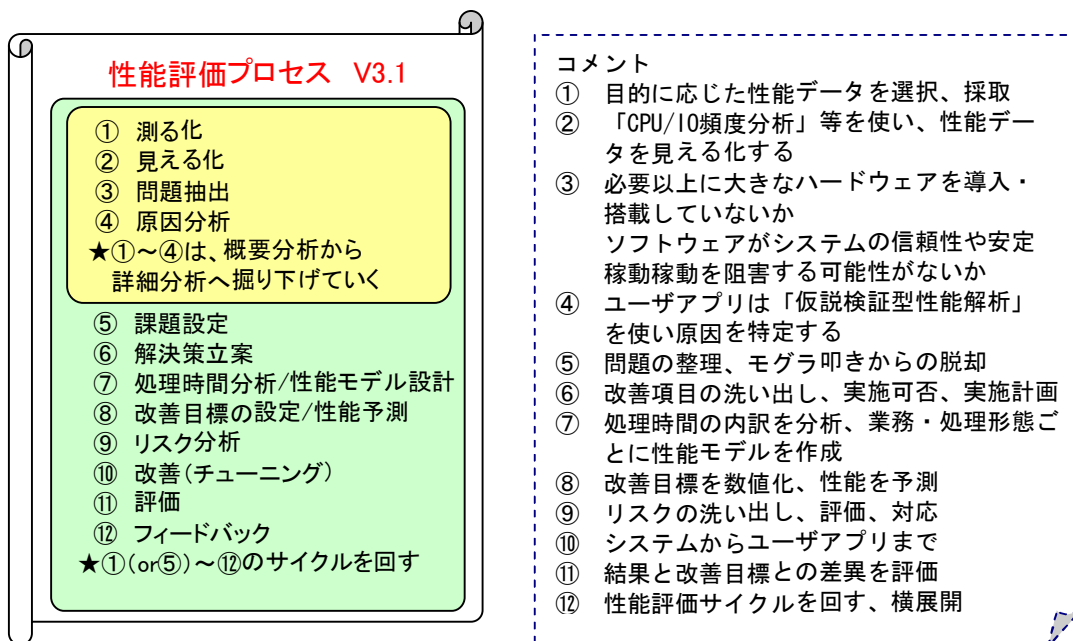 性能評価プロセス V3.1
① 測る化
② 見える化
③ 問題抽出
④ 原因分析
★①～④は、概要分析から
詳細分析へ掘り下げていく
⑤ 課題設定
⑥ 解決策立案
⑦ 処理時間分析/性能モデル設計
⑧ 改善目標の設定/性能予測
⑨ リスク分析
⑩ 改善(チューニング)
⑪ 評価
⑫ フィードバック
★①(or⑤)～⑫のサイクルを回す
コメント
① 目的に応じた性能データを選択、採取
② 「CPU/IO頻度分析」等を使い、性能デー
タを見える化する
③ 必要以上に大きなハードウェアを導入・
搭載していないか
ソフトウェアがシステムの信頼性や安定
稼動稼動を阻害する可能性がないか
④ ユーザアプリは「仮説検証型性能解析」
を使い原因を特定する
⑤ 問題の整理、モグラ叩きからの脱却
⑥ 改善項目の洗い出し、実施可否、実施計画
⑦ 処理時間の内訳を分析、業務・処理形態ご
とに性能モデルを作成
⑧ 改善目標を数値化、性能を予測
⑨ リスクの洗い出し、評価、対応
⑩ システムからユーザアプリまで
⑪ 結果と改善目標との差異を評価
⑫ 性能評価サイクルを回す、横展開